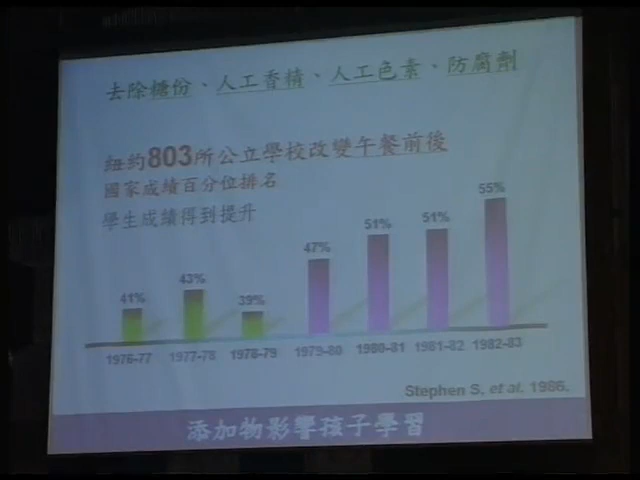 去除糖份、人工香精、人工色素、防腐劑
紐約803所公立學校改變午餐前後
國家成績百分位排名
學生成績得到提升
41% 43% 39% 47% 51% 51% 55%
1976-77 1977-78 1978-79 1979-80 1980-81 1981-82 1982-83
Stephen S. et al. 1986.
添加物影響孩子學習